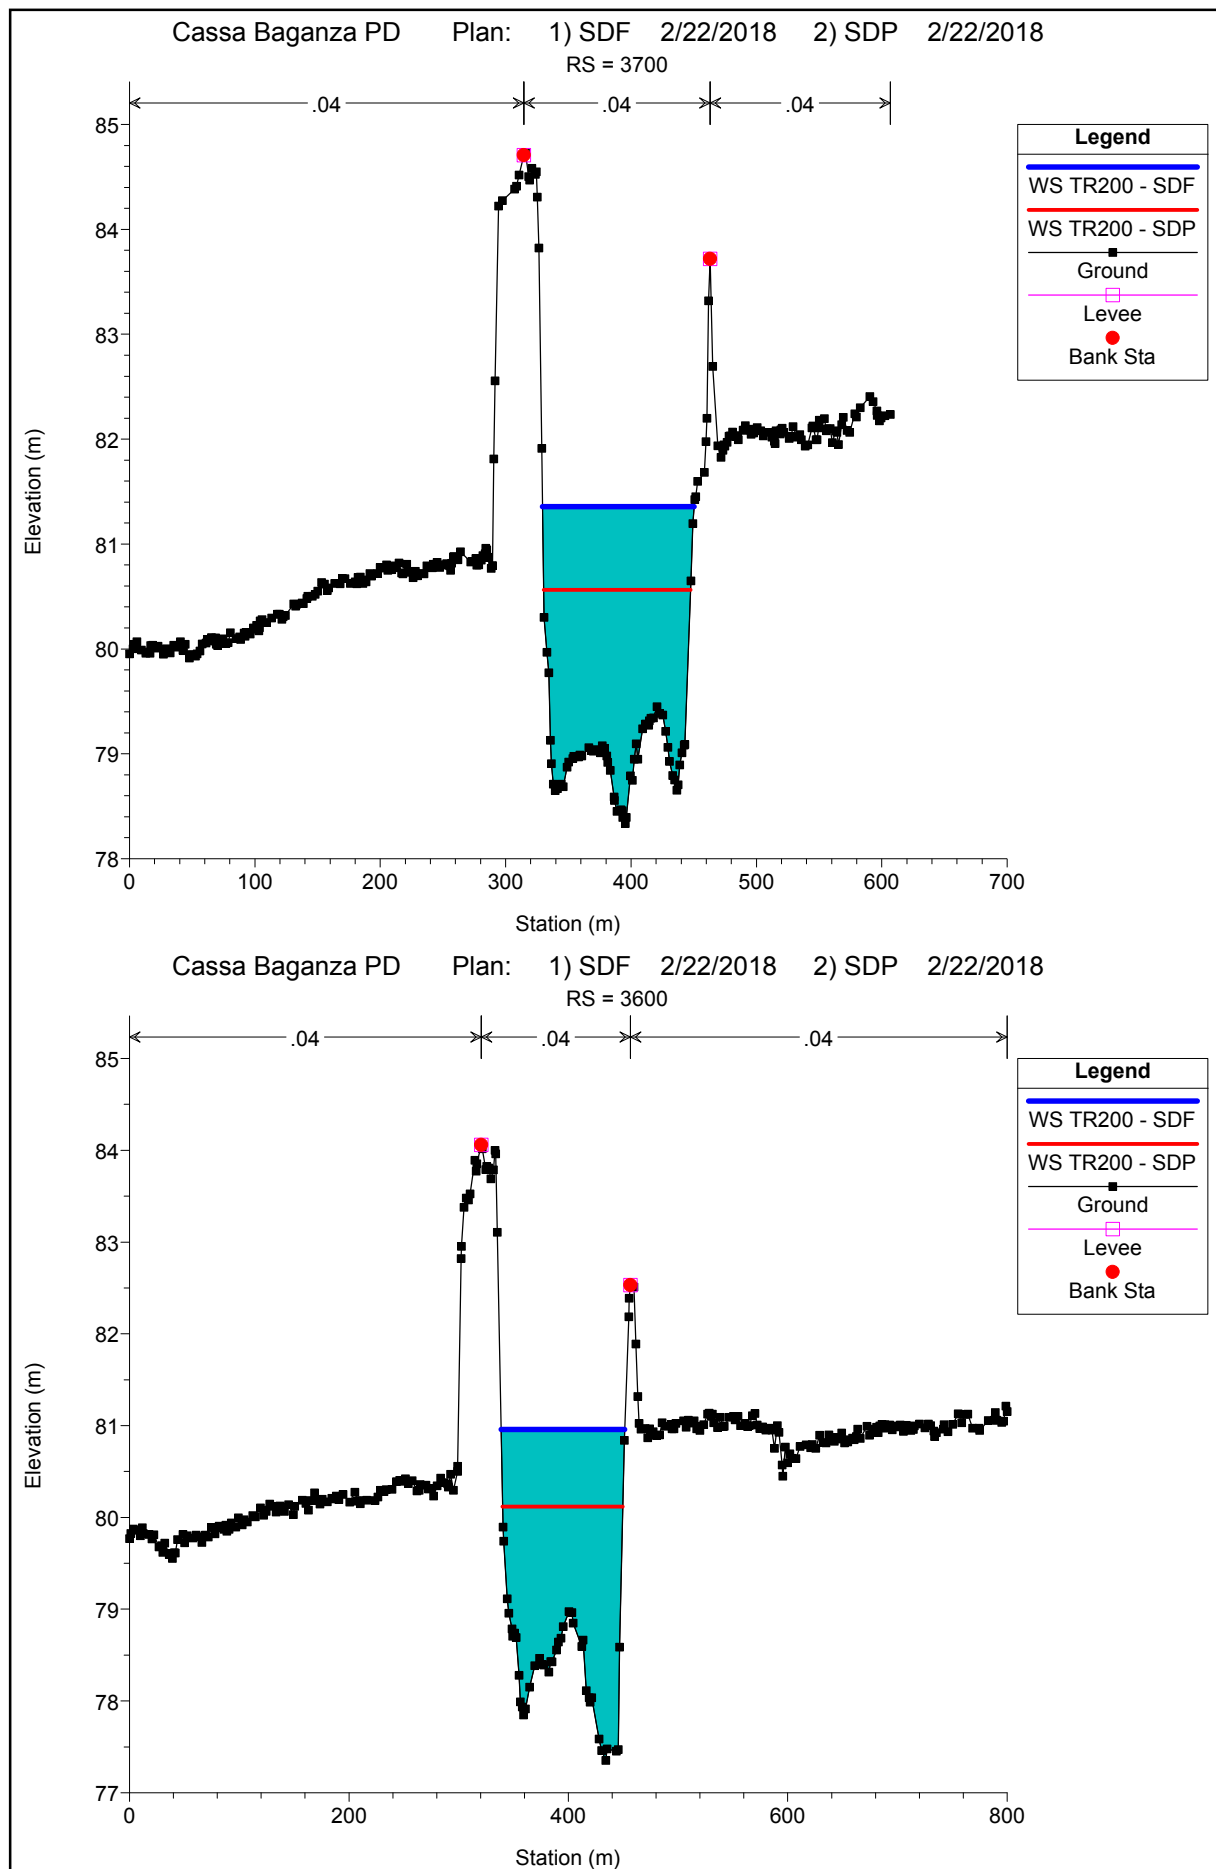 Cassa Baganza PD Plan: 1) SDF 2/22/2018 2) SDP 2/22/2018
RS = 3700
.04 .04 .04
85
84
83
82
81
80
79
78
Elevation (m)
0 100 200 300 400 500 600 700
Station (m)
Legend
WS TR200 - SDF
WS TR200 - SDP
Ground
Levee
Bank Sta
Cassa Baganza PD Plan: 1) SDF 2/22/2018 2) SDP 2/22/2018
RS = 3600
.04 .04 .04
85
84
83
82
81
80
79
78
77
Elevation (m)
0 200 400 600 800
Station (m)
Legend
WS TR200 - SDF
WS TR200 - SDP
Ground
Levee
Bank Sta